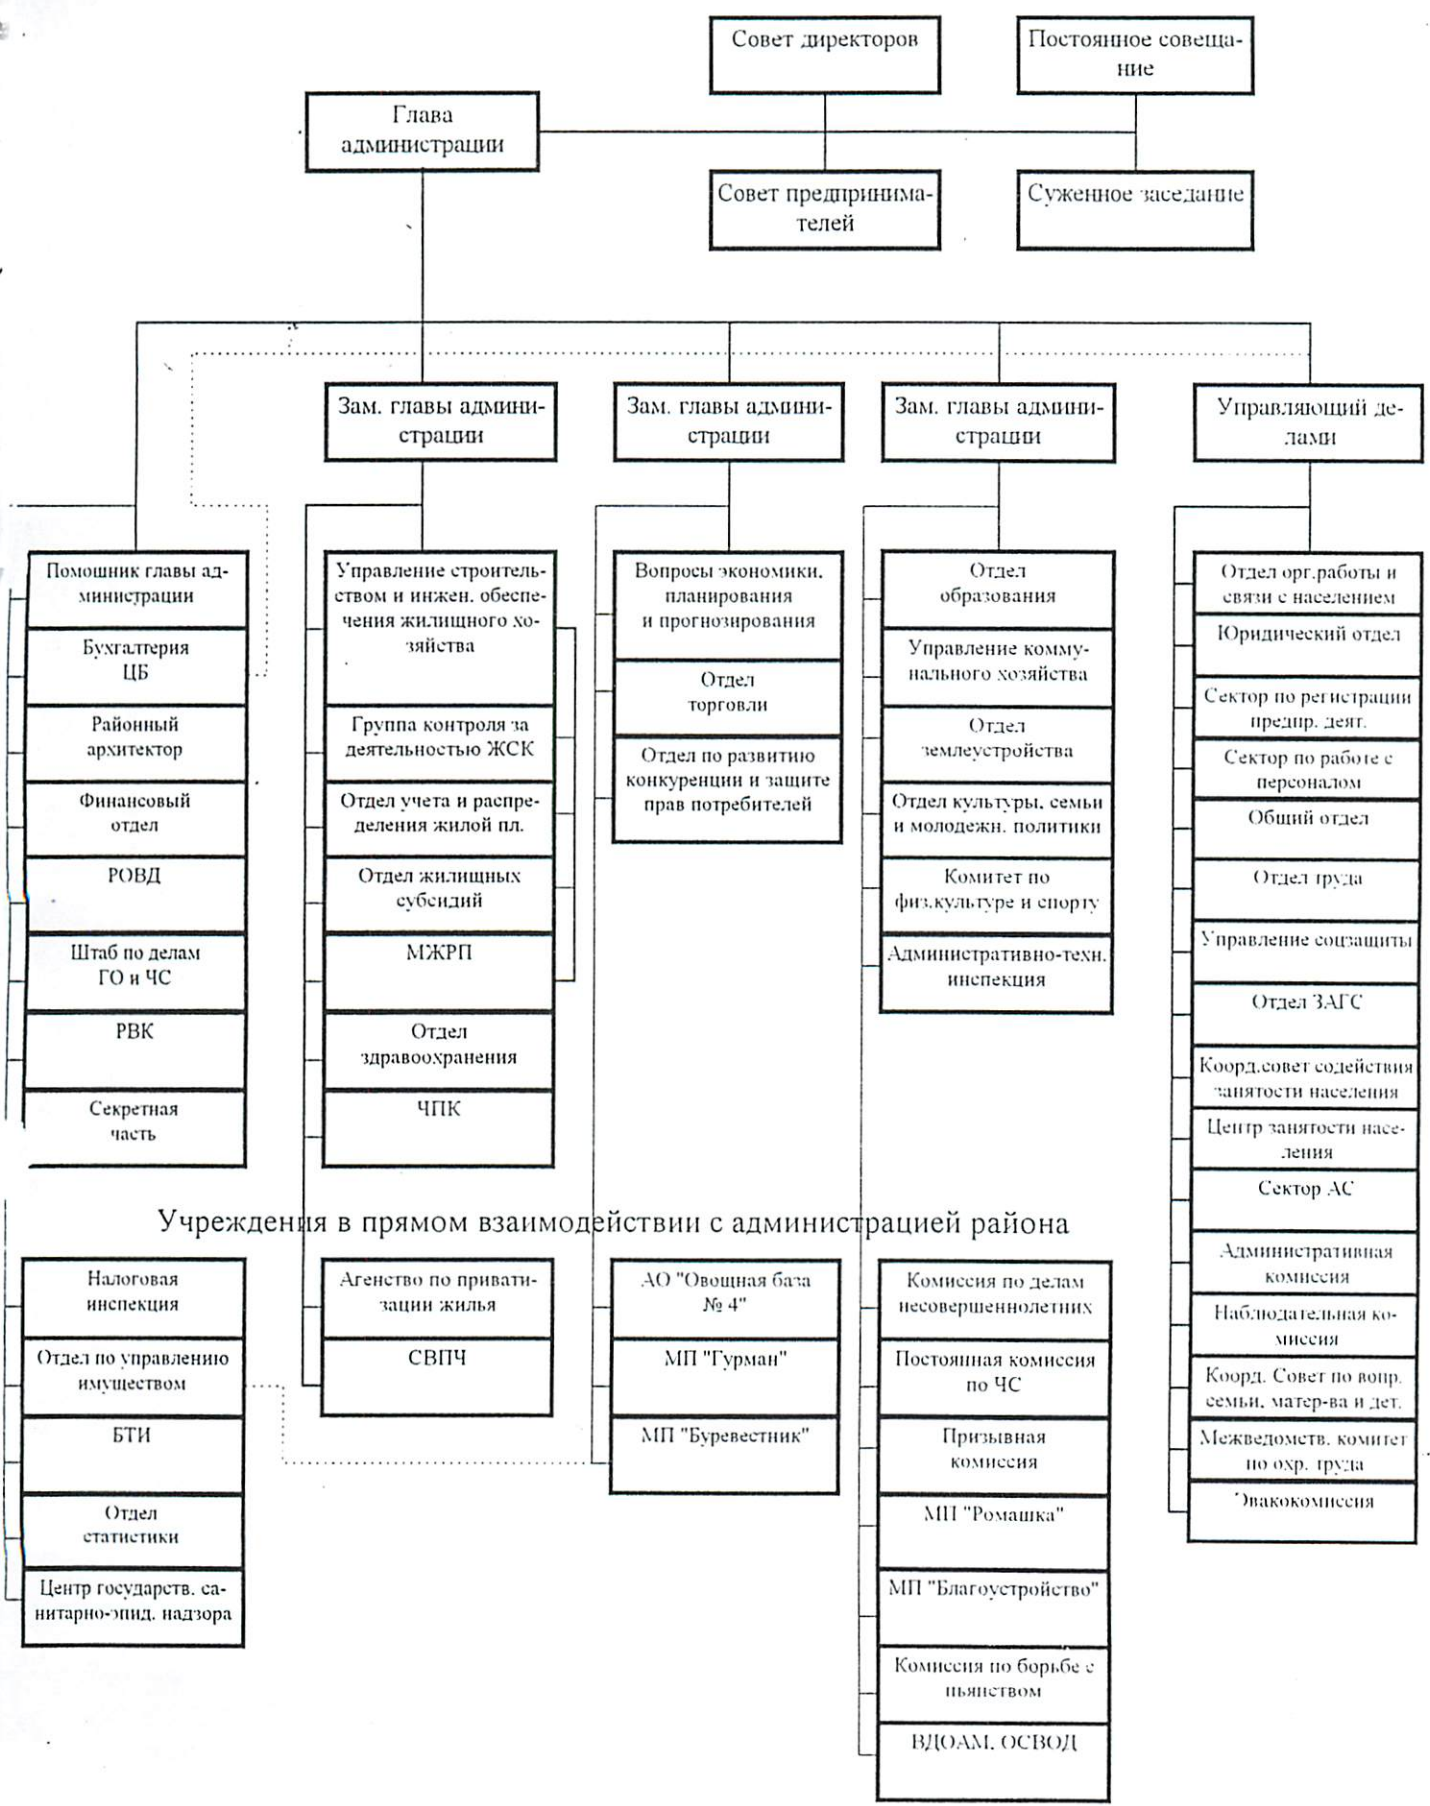 Совет директоров
Постоянное совеща-
ние
Глава
администрации
Совет предпринима-
телей
Суженное заседание
Зам. главы админи-
страции
Зам. главы админи-
страции
Зам. главы админи-
страции
Управляющий де-
лами
Помошник главы ад-
министрации
Бухгалтерия
ЦБ
Районный
архитектор
Финансовый
отдел
РОВД
Штаб по делам
ГО и ЧС
РВК
Секретная
часть
Управление строитель-
ством и инжен. обеспе-
чения жилищного хо-
зяйства
Группа контроля за
деятельностью ЖСК
Отдел учета и распре-
деления жилой пл.
Отдел жилищных
субсидий
МЖРП
Отдел
здравоохранения
ЧПК
Вопросы экономики,
планирования
и прогнозирования
Отдел
торговли
Отдел по развитию
конкуренции и защите
прав потребителей
Отдел
образования
Управление комму-
нального хозяйства
Отдел
землеустройства
Отдел культуры, семьи
и молодежн. политики
Комитет по
физ.культуре и спорту
Административно-техн.
инспекция
Отдел орг.работы и
связи с населением
Юридический отдел
Сектор по регистрации
предпр. деят.
Сектор по работе с
персоналом
Общий отдел
Отдел труда
Управление соцзащиты
Отдел ЗАГС
Коорд.совет содействия
занятости населения
Центр занятости насе-
ления
Сектор АС
Административная
комиссия
Наблюдательная ко-
миссия
Коорд. Совет по вопр.
семьи, матер-ва и дет.
Межведомств. комитет
по охр. труда
Эвакокомиссия
Учреждения в прямом взаимодействии с администрацией района
Налоговая
инспекция
Отдел по управлению
имуществом
БТИ
Отдел
статистики
Центр государств. са-
нитарно-эпид. надзора
Агенство по привати-
зации жилья
СВПЧ
АО "Овощная база
№ 4"
МП "Гурман"
МП "Буревестник"
Комиссия по делам
несовершеннолетних
Постоянная комиссия
по ЧС
Призывная
комиссия
МП "Ромашка"
МП "Благоустройство"
Комиссия по борьбе с
пьянством
ВДОАМ. ОСВОД